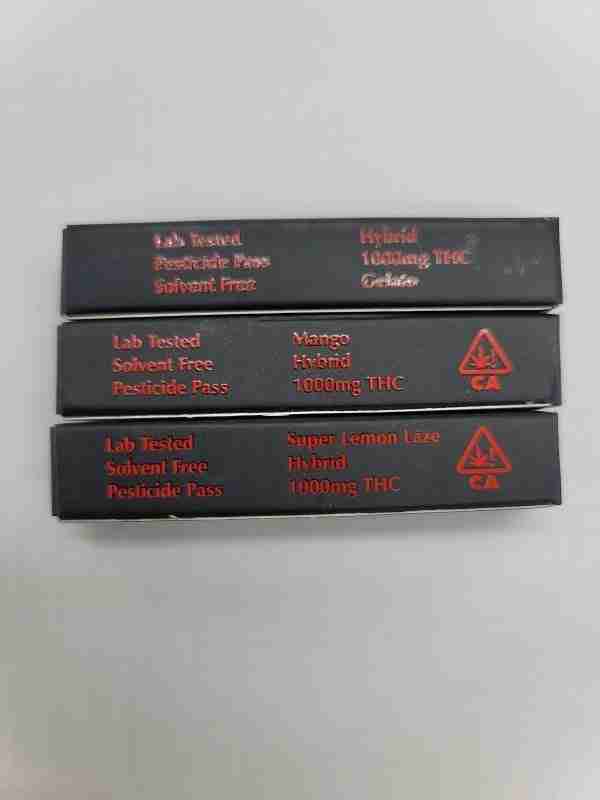 Lab Tested
Pesticide Pass
Solvent Free
Hybrid
1000mg THC
Gelato
Lab Tested
Solvent Free
Pesticide Pass
Mango
Hybrid
1000mg THC
CA
Lab Tested
Solvent Free
Pesticide Pass
Super Lemon Laze
Hybrid
1000mg THC
CA